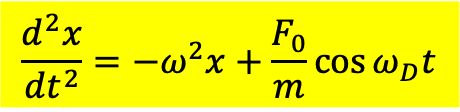 d²x/dt² = −ω²x + F₀/m cos ω_D t